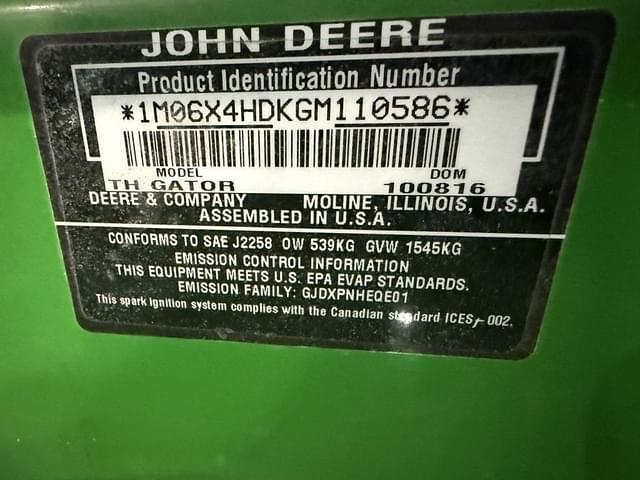 JOHN DEERE
Product Identification Number
*1M06X4HDKGM110586*
MODEL DOM
TH GATOR 100816
DEERE & COMPANY MOLINE, ILLINOIS, U.S.A.
ASSEMBLED IN U.S.A.
CONFORMS TO SAE J2258 OW 539KG GVW 1545KG
EMISSION CONTROL INFORMATION
THIS EQUIPMENT MEETS U.S. EPA EVAP STANDARDS.
EMISSION FAMILY: GJDXPNHEQE01
This spark ignition system complies with the Canadian standard ICES-002.